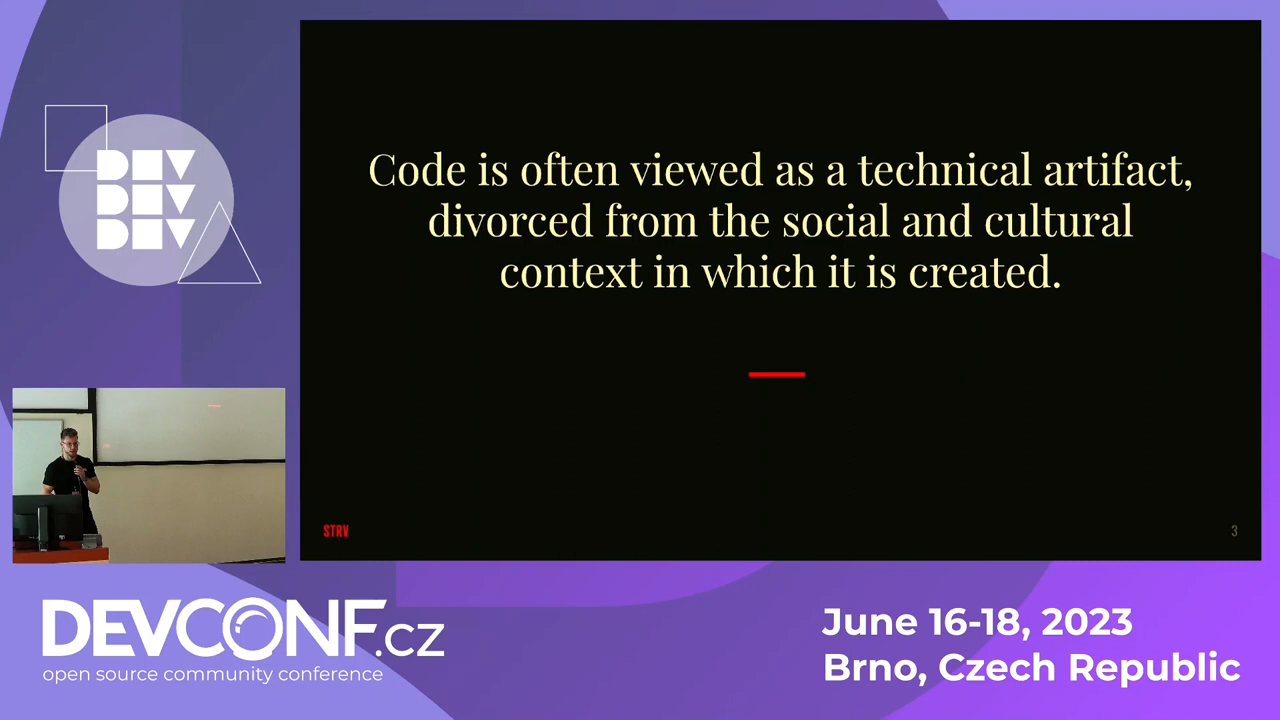 DEV
DEV
DEV
Code is often viewed as a technical artifact,
divorced from the social and cultural
context in which it is created.
STRV
3
DEVCONF.cz
open source community conference
June 16-18, 2023
Brno, Czech Republic